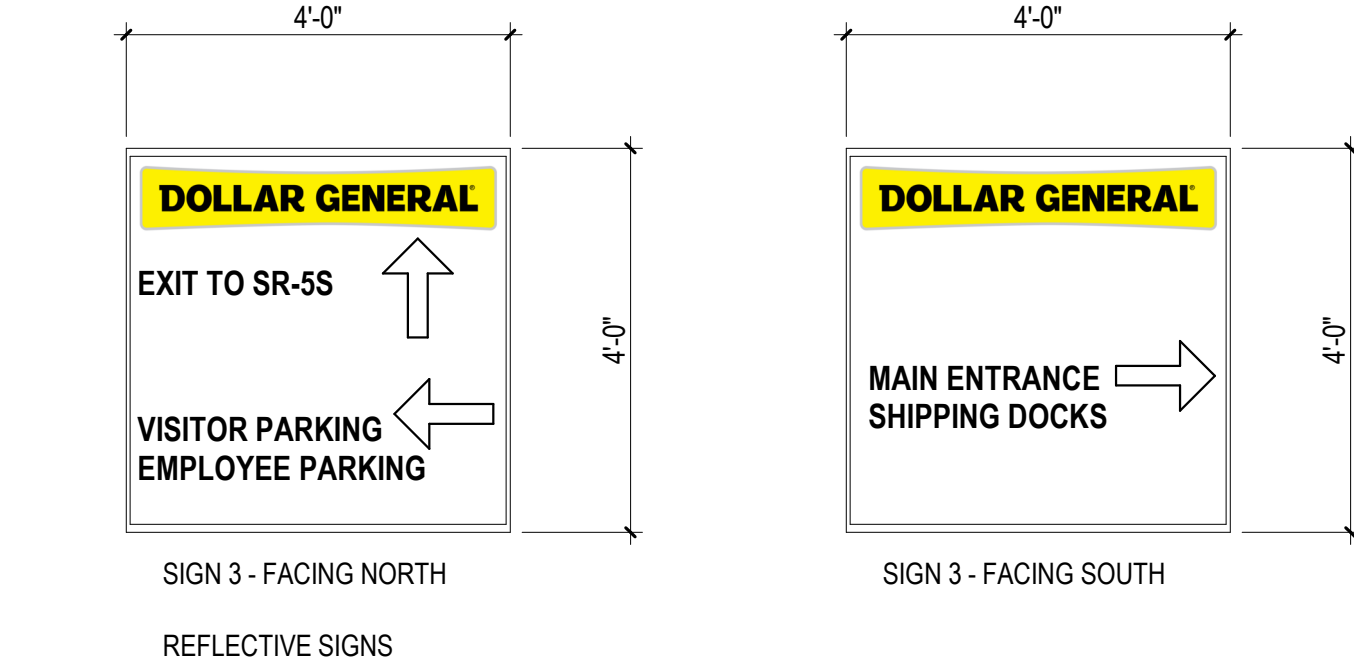 4'-0"
DOLLAR GENERAL®
EXIT TO SR-5S
VISITOR PARKING
EMPLOYEE PARKING
4'-0"
SIGN 3 - FACING NORTH
REFLECTIVE SIGNS
4'-0"
DOLLAR GENERAL®
MAIN ENTRANCE
SHIPPING DOCKS
4'-0"
SIGN 3 - FACING SOUTH